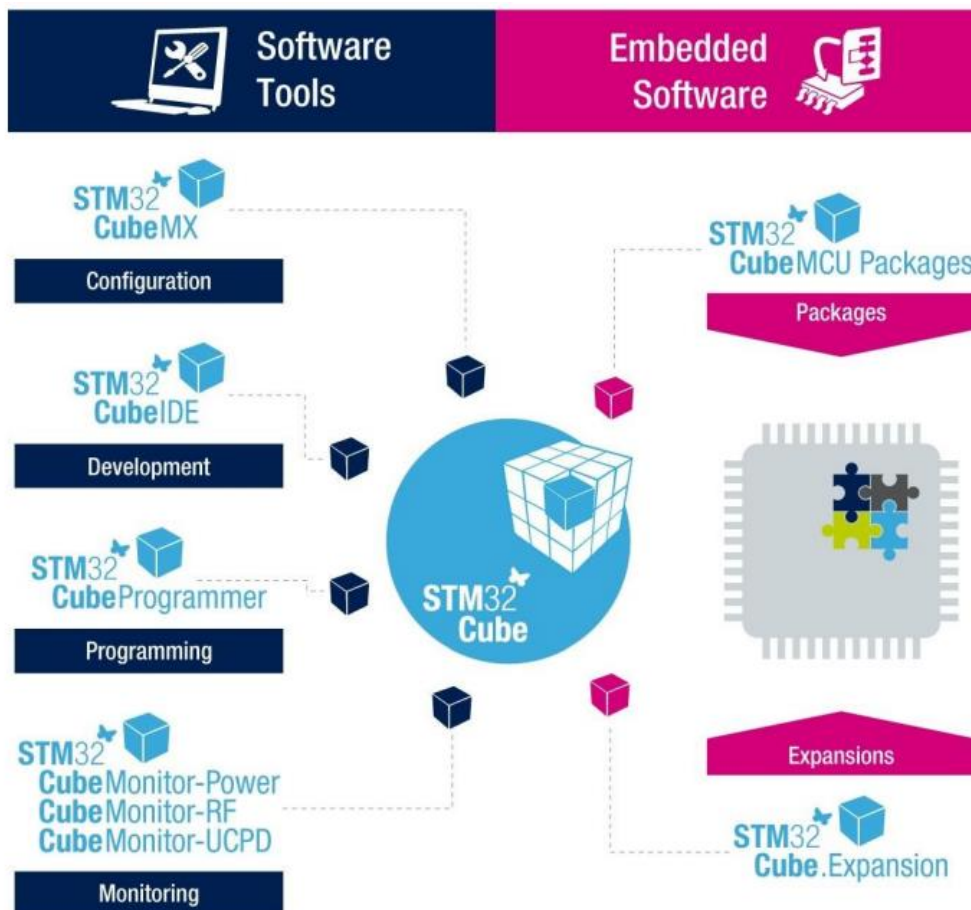 Software
Tools
Embedded
Software
STM32
CubeMX
Configuration
STM32
CubeIDE
Development
STM32
CubeProgrammer
Programming
STM32
CubeMonitor-Power
CubeMonitor-RF
CubeMonitor-UCPD
Monitoring
STM32
Cube
STM32
CubeMCU Packages
Packages
Expansions
STM32
Cube.Expansion